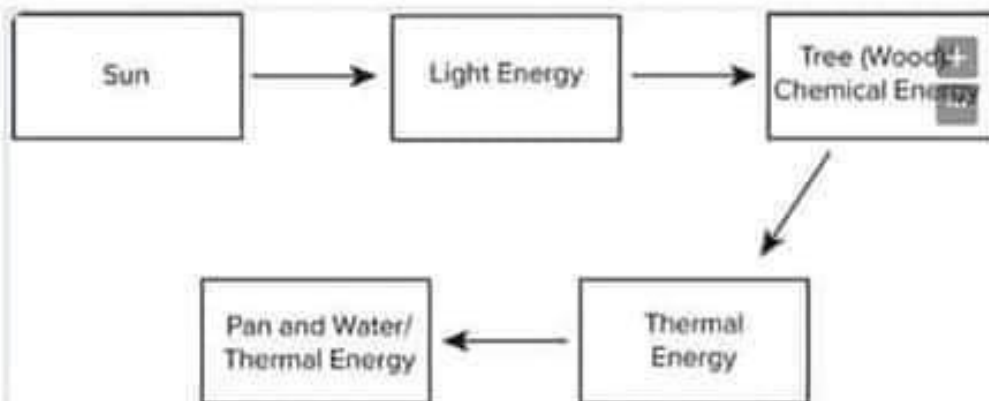 Sun
Light Energy
Tree (Wood)/
Chemical Energy
Thermal
Energy
Pan and Water/
Thermal Energy